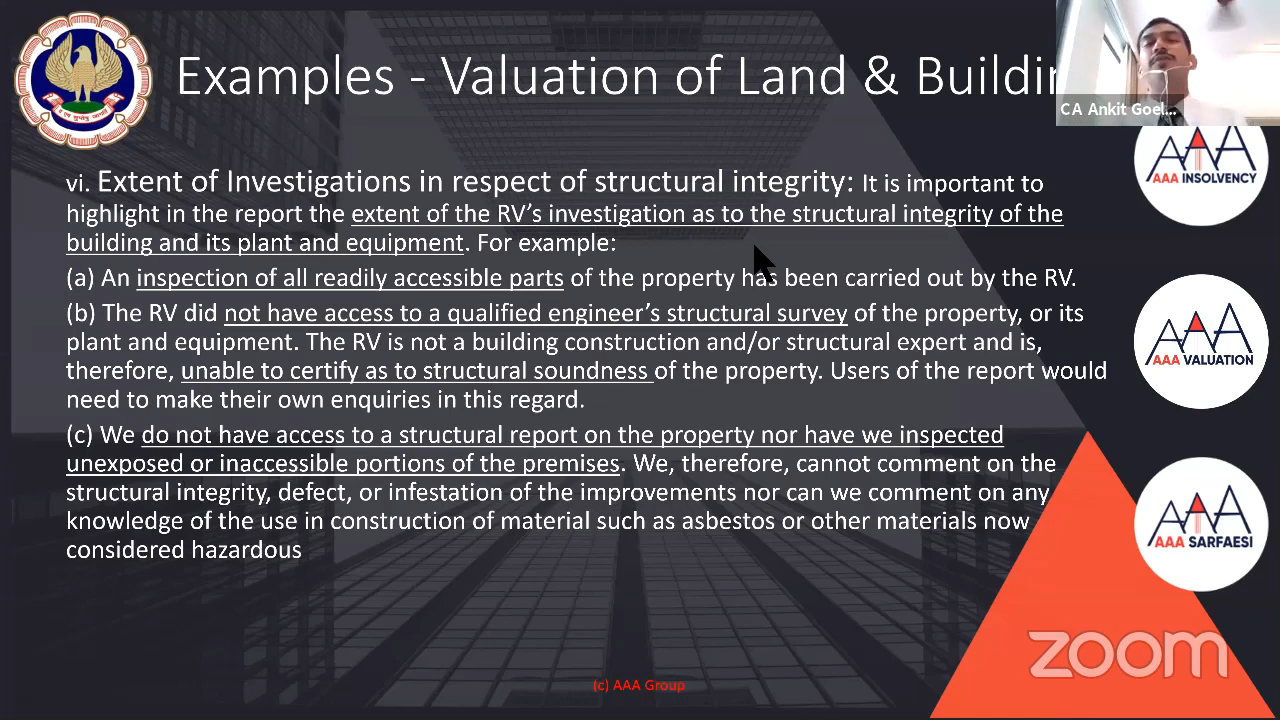 Examples - Valuation of Land & Buildin
CA Ankit Goel...
vi. Extent of Investigations in respect of structural integrity: It is important to
highlight in the report the extent of the RV’s investigation as to the structural integrity of the
building and its plant and equipment. For example:
(a) An inspection of all readily accessible parts of the property has been carried out by the RV.
(b) The RV did not have access to a qualified engineer’s structural survey of the property, or its
plant and equipment. The RV is not a building construction and/or structural expert and is,
therefore, unable to certify as to structural soundness of the property. Users of the report would
need to make their own enquiries in this regard.
(c) We do not have access to a structural report on the property nor have we inspected
unexposed or inaccessible portions of the premises. We, therefore, cannot comment on the
structural integrity, defect, or infestation of the improvements nor can we comment on any
knowledge of the use in construction of material such as asbestos or other materials now
considered hazardous
AAA
AAA INSOLVENCY
AAA
AAA VALUATION
AAA
AAA SARFAESI
zoom
(c) AAA Group